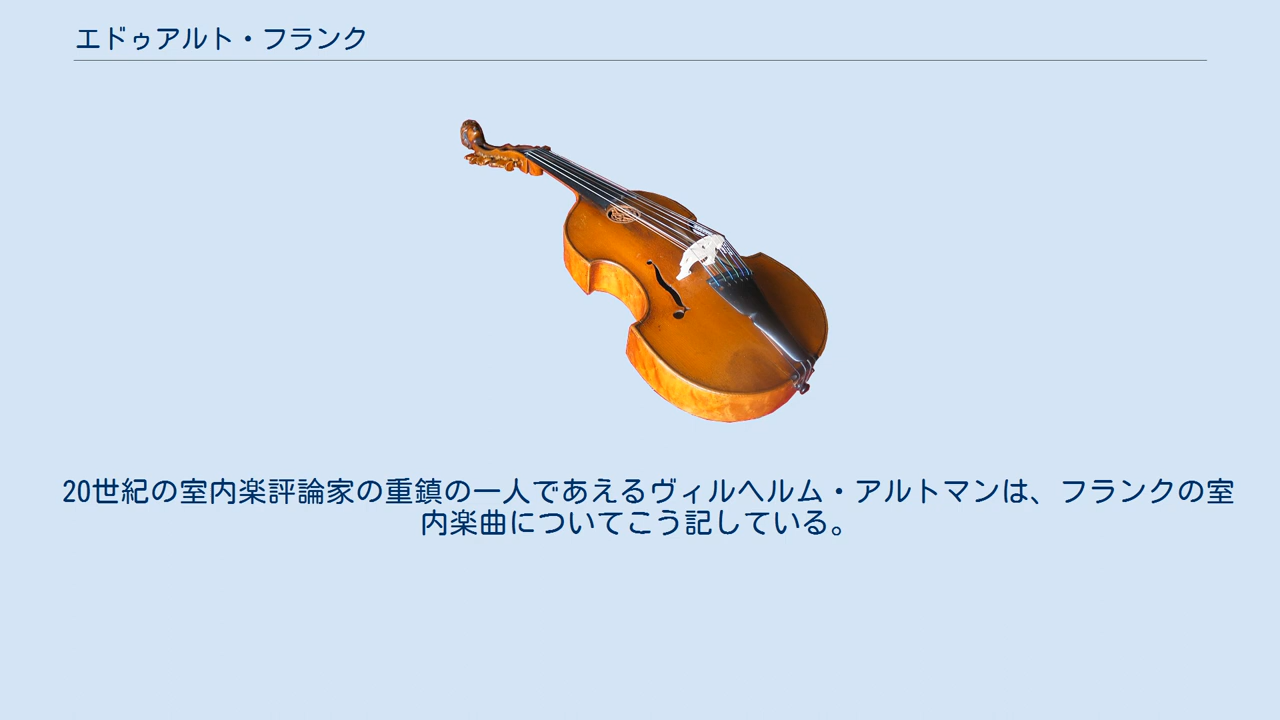 エドゥアルト・フランク
20世紀の室内楽評論家の重鎮の一人であえるヴィルヘルム・アルトマンは、フランクの室
内楽曲についてこう記している。